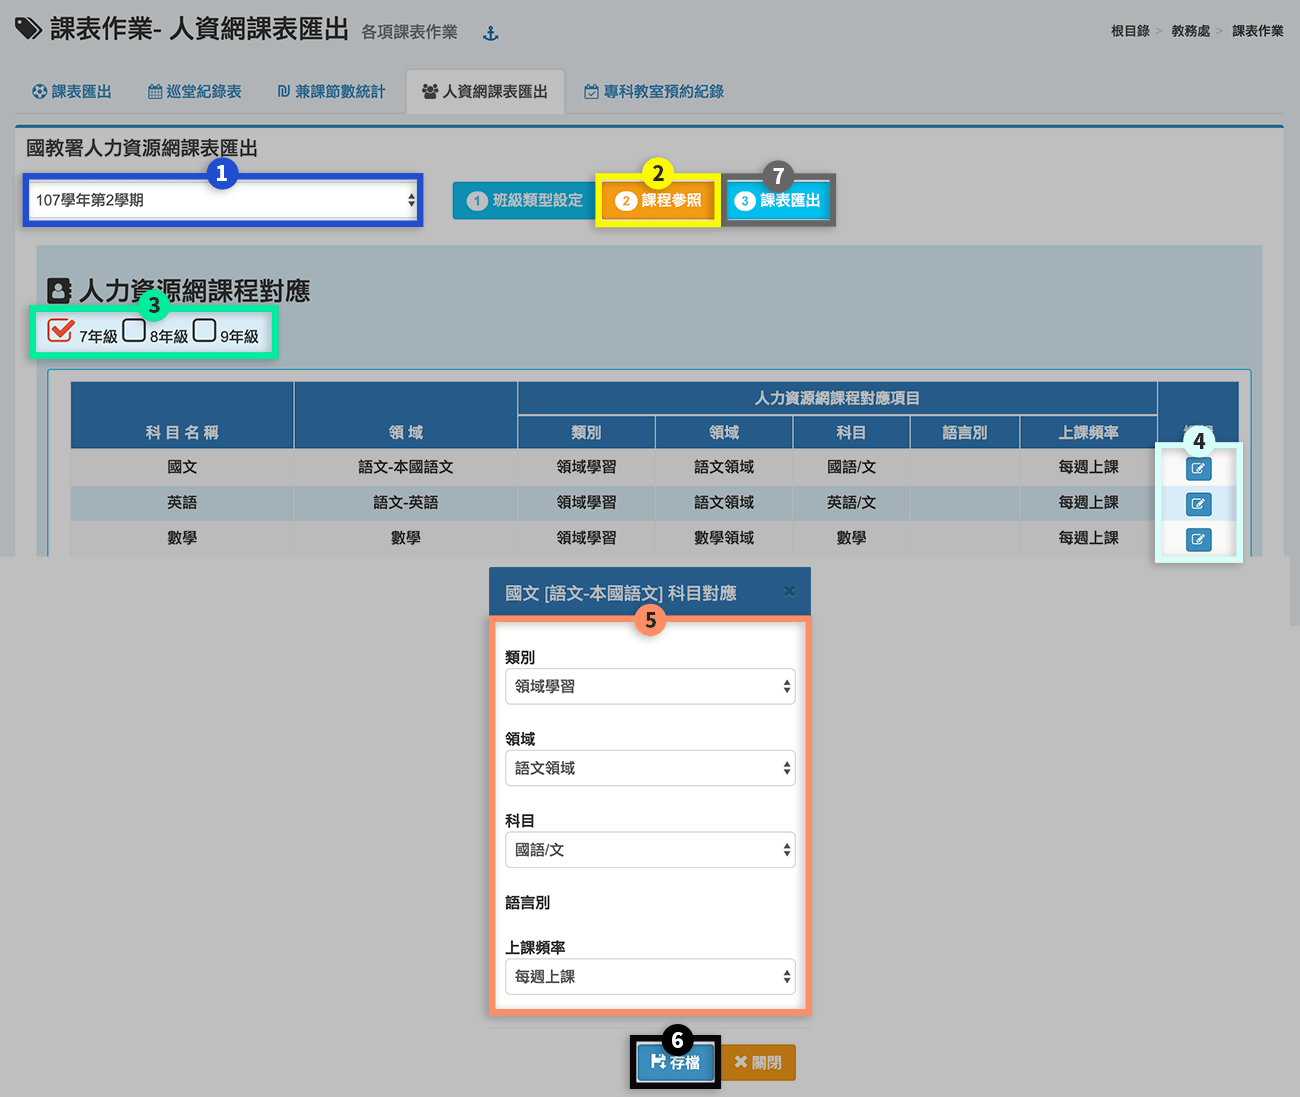 課表作業- 人資網課表匯出 各項課表作業
根目錄 > 教務處 > 課表作業
課表匯出 巡堂紀錄表 兼課節數統計 人資網課表匯出 專科教室預約紀錄
國教署人力資源網課表匯出
1 2 7
107學年第2學期
1 班級類型設定 2 課程參照 3 課表匯出
人力資源網課程對應
3
7年級 8年級 9年級
人力資源網課程對應項目
科目名稱 領域 類別 領域 科目 語言別 上課頻率
4
國文 語文-本國語文 領域學習 語文領域 國語/文 每週上課
英語 語文-英語 領域學習 語文領域 英語/文 每週上課
數學 數學 領域學習 數學領域 數學 每週上課
國文 [語文-本國語文] 科目對應 ×
5
類別
領域學習
領域
語文領域
科目
國語/文
語言別
上課頻率
每週上課
6
存檔 關閉